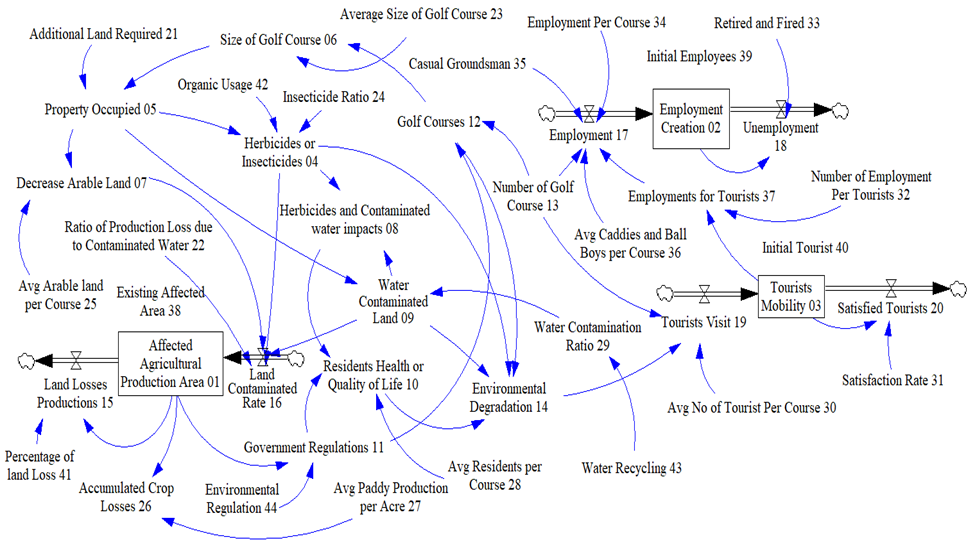 Average Size of Golf Course 23
Employment Per Course 34
Retired and Fired 33
Additional Land Required 21
Size of Golf Course 06
Casual Groundsman 35
Initial Employees 39
Organic Usage 42
Insecticide Ratio 24
Property Occupied 05
Golf Courses 12
Employment 17
Employment
Creation 02
Unemployment
18
Herbicides or
Insecticides 04
Decrease Arable Land 07
Number of Golf
Course 13
Employments for Tourists 37
Number of Employment
Per Tourists 32
Herbicides and Contaminated
water impacts 08
Ratio of Production Loss due
to Contaminated Water 22
Avg Caddies and Ball
Boys per Course 36
Initial Tourist 40
Avg Arable land
per Course 25
Existing Affected
Area 38
Water
Contaminated
Land 09
Tourists
Mobility 03
Satisfied Tourists 20
Tourists Visit 19
Water Contamination
Ratio 29
Affected
Agricultural
Production Area 01
Land Losses
Productions 15
Land
Contaminated
Rate 16
Residents Health or
Quality of Life 10
Environmental
Degradation 14
Satisfaction Rate 31
Avg No of Tourist Per Course 30
Government Regulations 11
Percentage of
land Loss 41
Accumulated Crop
Losses 26
Environmental
Regulation 44
Avg Paddy Production
per Acre 27
Avg Residents per
Course 28
Water Recycling 43